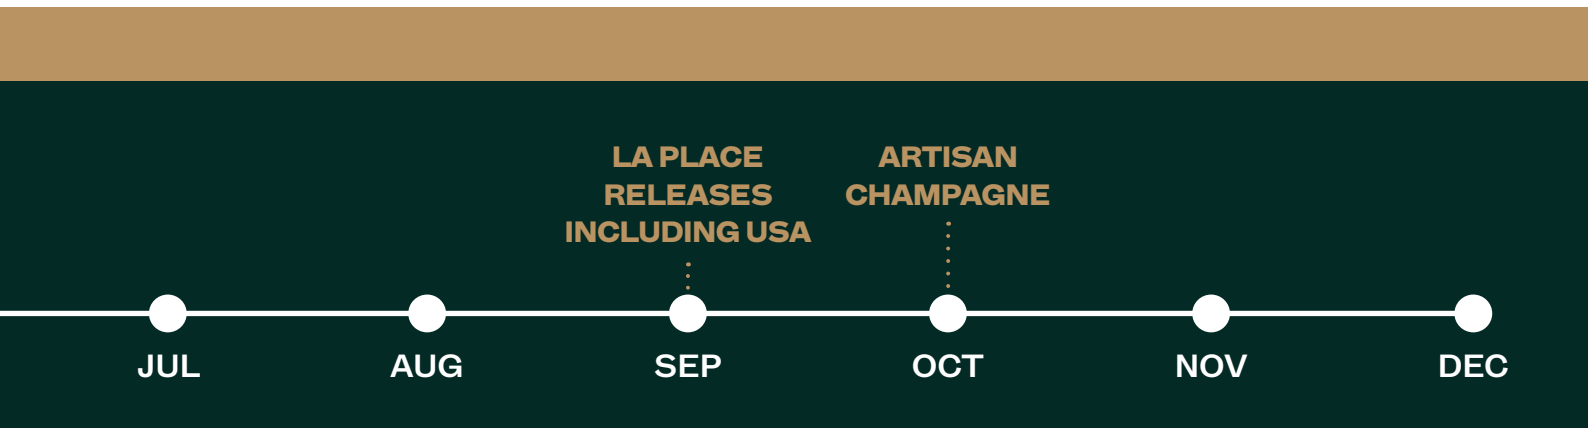 LA PLACE
RELEASES
INCLUDING USA
ARTISAN
CHAMPAGNE
JUL
AUG
SEP
OCT
NOV
DEC